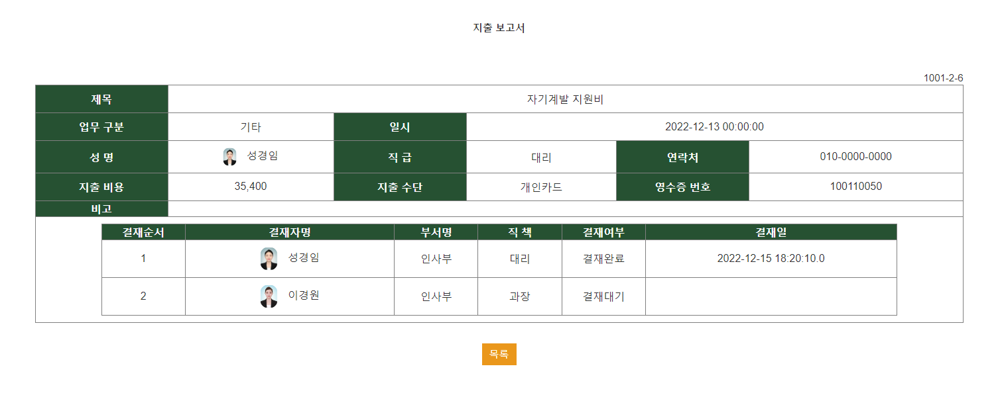 지출 보고서
1001-2-6
제목 자기계발 지원비
업무 구분 기타 일시 2022-12-13 00:00:00
성 명 성경임 직 급 대리 연락처 010-0000-0000
지출 비용 35,400 지출 수단 개인카드 영수증 번호 100110050
비고
결재순서 결재자명 부서명 직 책 결재여부 결재일
1 성경임 인사부 대리 결재완료 2022-12-15 18:20:10.0
2 이경원 인사부 과장 결재대기
목록